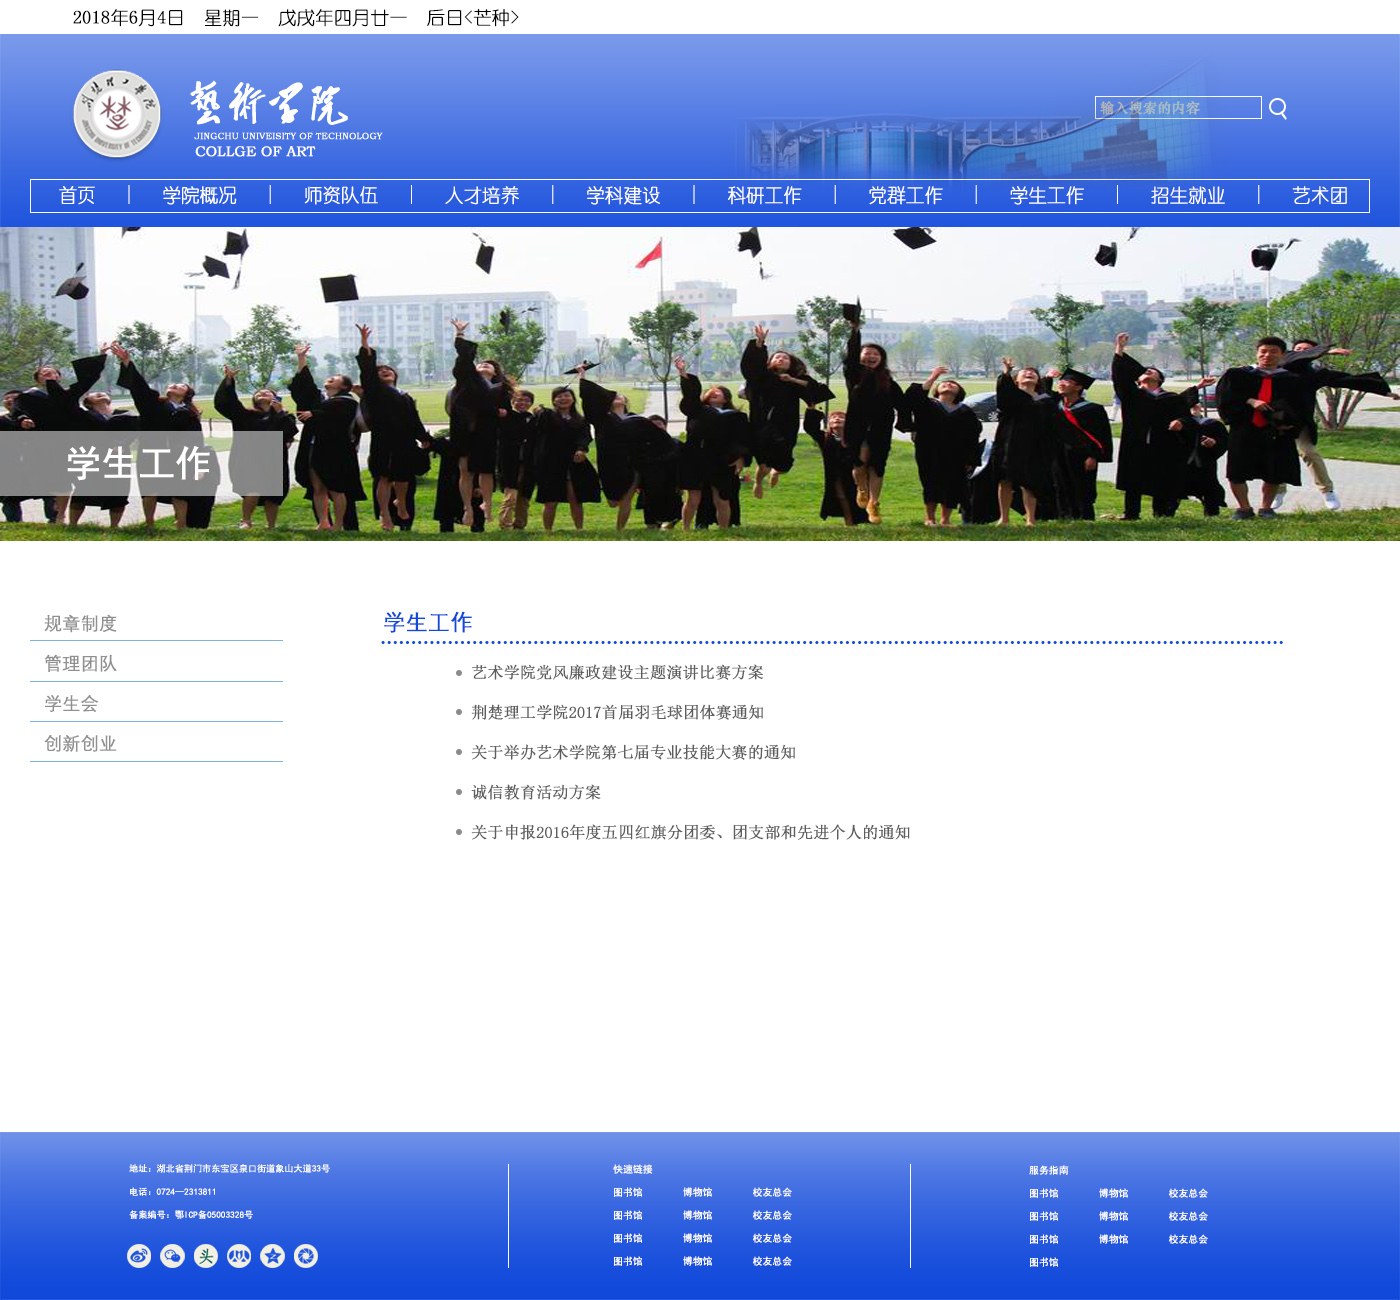 2018年6月4日 星期一 戊戌年四月廿一 后日<芒种>
藝術学院
JINGCHU UNIVEISITY OF TECHNOLOGY
COLLGE OF ART
输入搜索的内容
首页 | 学院概况 | 师资队伍 | 人才培养 | 学科建设 | 科研工作 | 党群工作 | 学生工作 | 招生就业 | 艺术团
学生工作
规章制度
管理团队
学生会
创新创业
学生工作
艺术学院党风廉政建设主题演讲比赛方案
荆楚理工学院2017首届羽毛球团体赛通知
关于举办艺术学院第七届专业技能大赛的通知
诚信教育活动方案
关于申报2016年度五四红旗分团委、团支部和先进个人的通知
地址：湖北省荆门市东宝区泉口街道象山大道33号
电话：0724—2313811
备案编号：鄂ICP备05003328号
头
快速链接
图书馆 博物馆 校友总会
图书馆 博物馆 校友总会
图书馆 博物馆 校友总会
图书馆 博物馆 校友总会
服务指南
图书馆 博物馆 校友总会
图书馆 博物馆 校友总会
图书馆 博物馆 校友总会
图书馆